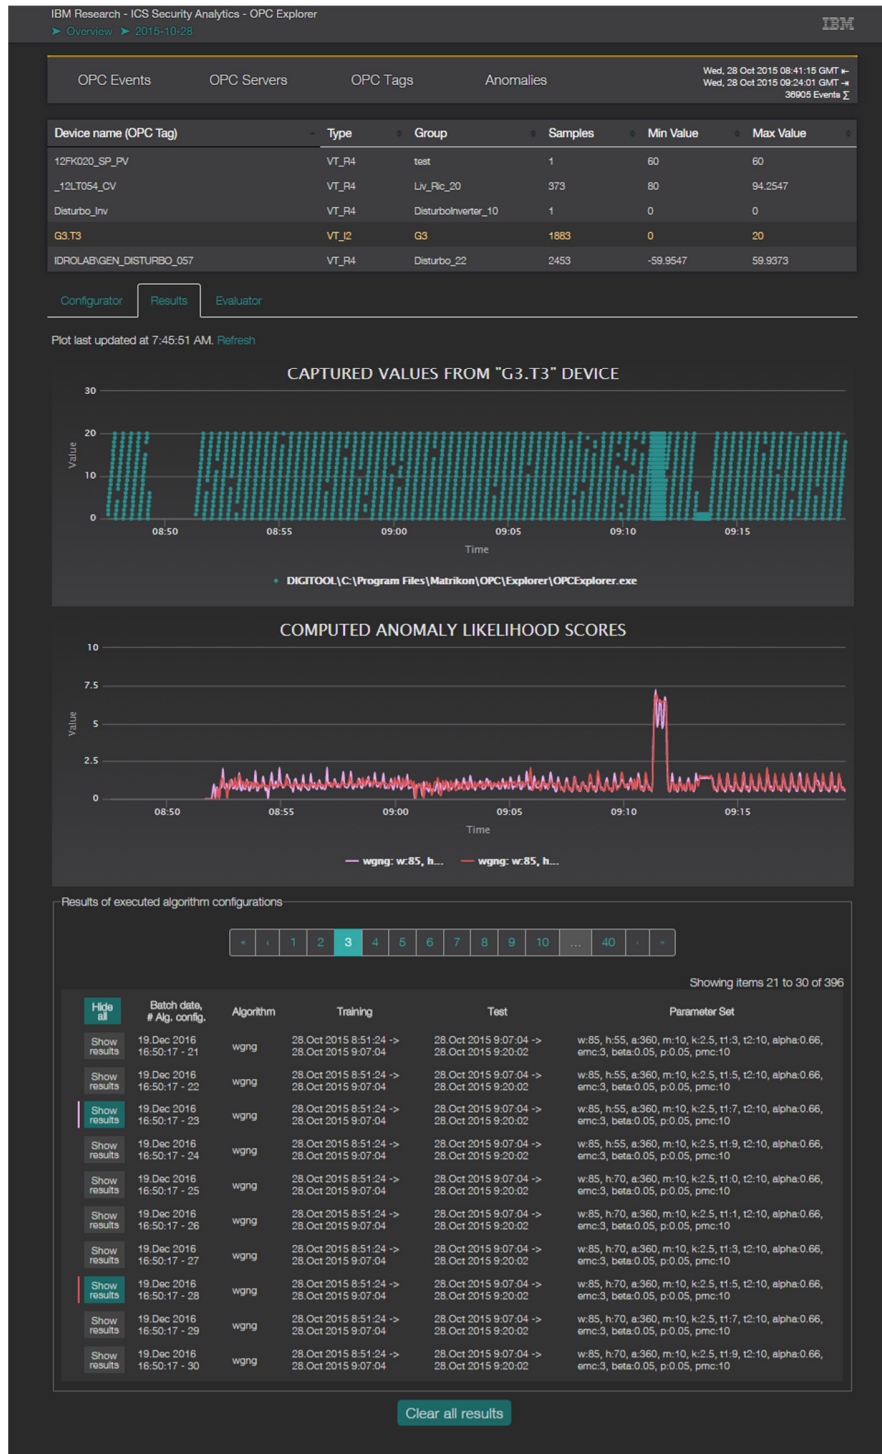 IBM Research - ICS Security Analytics - OPC Explorer
➤ Overview ➤ 2015-10-28
IBM
OPC Events OPC Servers OPC Tags Anomalies
Wed, 28 Oct 2015 08:41:15 GMT ⇤
Wed, 28 Oct 2015 09:24:01 GMT ⇥
36905 Events ∑
Device name (OPC Tag) Type Group Samples Min Value Max Value
12FK020_SP_PV VT_R4 test 1 60 60
_12LT054_CV VT_R4 Liv_Ric_20 373 80 94.2547
Disturbo_Inv VT_R4 DisturboInverter_10 1 0 0
G3.T3 VT_I2 G3 1883 0 20
IDROLAB\GEN_DISTURBO_057 VT_R4 Disturbo_22 2453 -59.9547 59.9373
Configurator Results Evaluator
Plot last updated at 7:45:51 AM. Refresh
CAPTURED VALUES FROM "G3.T3" DEVICE
30
20
10
0
Value
08:50 08:55 09:00 09:05 09:10 09:15
Time
DIGITOOL\C:\Program Files\Matrikon\OPC\Explorer\OPCExplorer.exe
COMPUTED ANOMALY LIKELIHOOD SCORES
10
7.5
5
2.5
0
Value
08:50 08:55 09:00 09:05 09:10 09:15
Time
wgng: w:85, h... wgng: w:85, h...
Results of executed algorithm configurations
« ‹ 1 2 3 4 5 6 7 8 9 10 ... 40 › »
Showing items 21 to 30 of 396
Hide all Batch date, # Alg. config. Algorithm Training Test Parameter Set
Show 19.Dec 2016 28.Oct 2015 8:51:24 -> 28.Oct 2015 9:07:04 -> w:85, h:55, a:360, m:10, k:2.5, t1:3, t2:10, alpha:0.66,
results 16:50:17 - 21 wgng 28.Oct 2015 9:07:04 28.Oct 2015 9:20:02 emc:3, beta:0.05, p:0.05, pmc:10
Show 19.Dec 2016 28.Oct 2015 8:51:24 -> 28.Oct 2015 9:07:04 -> w:85, h:55, a:360, m:10, k:2.5, t1:5, t2:10, alpha:0.66,
results 16:50:17 - 22 wgng 28.Oct 2015 9:07:04 28.Oct 2015 9:20:02 emc:3, beta:0.05, p:0.05, pmc:10
Show 19.Dec 2016 28.Oct 2015 8:51:24 -> 28.Oct 2015 9:07:04 -> w:85, h:55, a:360, m:10, k:2.5, t1:7, t2:10, alpha:0.66,
results 16:50:17 - 23 wgng 28.Oct 2015 9:07:04 28.Oct 2015 9:20:02 emc:3, beta:0.05, p:0.05, pmc:10
Show 19.Dec 2016 28.Oct 2015 8:51:24 -> 28.Oct 2015 9:07:04 -> w:85, h:55, a:360, m:10, k:2.5, t1:9, t2:10, alpha:0.66,
results 16:50:17 - 24 wgng 28.Oct 2015 9:07:04 28.Oct 2015 9:20:02 emc:3, beta:0.05, p:0.05, pmc:10
Show 19.Dec 2016 28.Oct 2015 8:51:24 -> 28.Oct 2015 9:07:04 -> w:85, h:70, a:360, m:10, k:2.5, t1:0, t2:10, alpha:0.66,
results 16:50:17 - 25 wgng 28.Oct 2015 9:07:04 28.Oct 2015 9:20:02 emc:3, beta:0.05, p:0.05, pmc:10
Show 19.Dec 2016 28.Oct 2015 8:51:24 -> 28.Oct 2015 9:07:04 -> w:85, h:70, a:360, m:10, k:2.5, t1:1, t2:10, alpha:0.66,
results 16:50:17 - 26 wgng 28.Oct 2015 9:07:04 28.Oct 2015 9:20:02 emc:3, beta:0.05, p:0.05, pmc:10
Show 19.Dec 2016 28.Oct 2015 8:51:24 -> 28.Oct 2015 9:07:04 -> w:85, h:70, a:360, m:10, k:2.5, t1:3, t2:10, alpha:0.66,
results 16:50:17 - 27 wgng 28.Oct 2015 9:07:04 28.Oct 2015 9:20:02 emc:3, beta:0.05, p:0.05, pmc:10
Show 19.Dec 2016 28.Oct 2015 8:51:24 -> 28.Oct 2015 9:07:04 -> w:85, h:70, a:360, m:10, k:2.5, t1:5, t2:10, alpha:0.66,
results 16:50:17 - 28 wgng 28.Oct 2015 9:07:04 28.Oct 2015 9:20:02 emc:3, beta:0.05, p:0.05, pmc:10
Show 19.Dec 2016 28.Oct 2015 8:51:24 -> 28.Oct 2015 9:07:04 -> w:85, h:70, a:360, m:10, k:2.5, t1:7, t2:10, alpha:0.66,
results 16:50:17 - 29 wgng 28.Oct 2015 9:07:04 28.Oct 2015 9:20:02 emc:3, beta:0.05, p:0.05, pmc:10
Show 19.Dec 2016 28.Oct 2015 8:51:24 -> 28.Oct 2015 9:07:04 -> w:85, h:70, a:360, m:10, k:2.5, t1:9, t2:10, alpha:0.66,
results 16:50:17 - 30 wgng 28.Oct 2015 9:07:04 28.Oct 2015 9:20:02 emc:3, beta:0.05, p:0.05, pmc:10
Clear all results